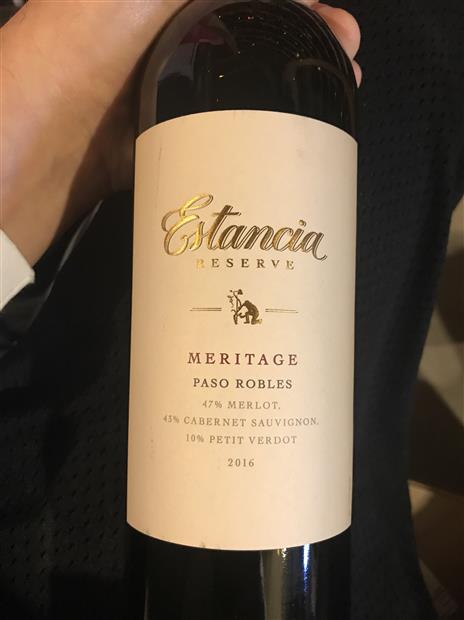 Estancia
RESERVE
MERITAGE
PASO ROBLES
47% MERLOT,
43% CABERNET SAUVIGNON,
10% PETIT VERDOT
2016